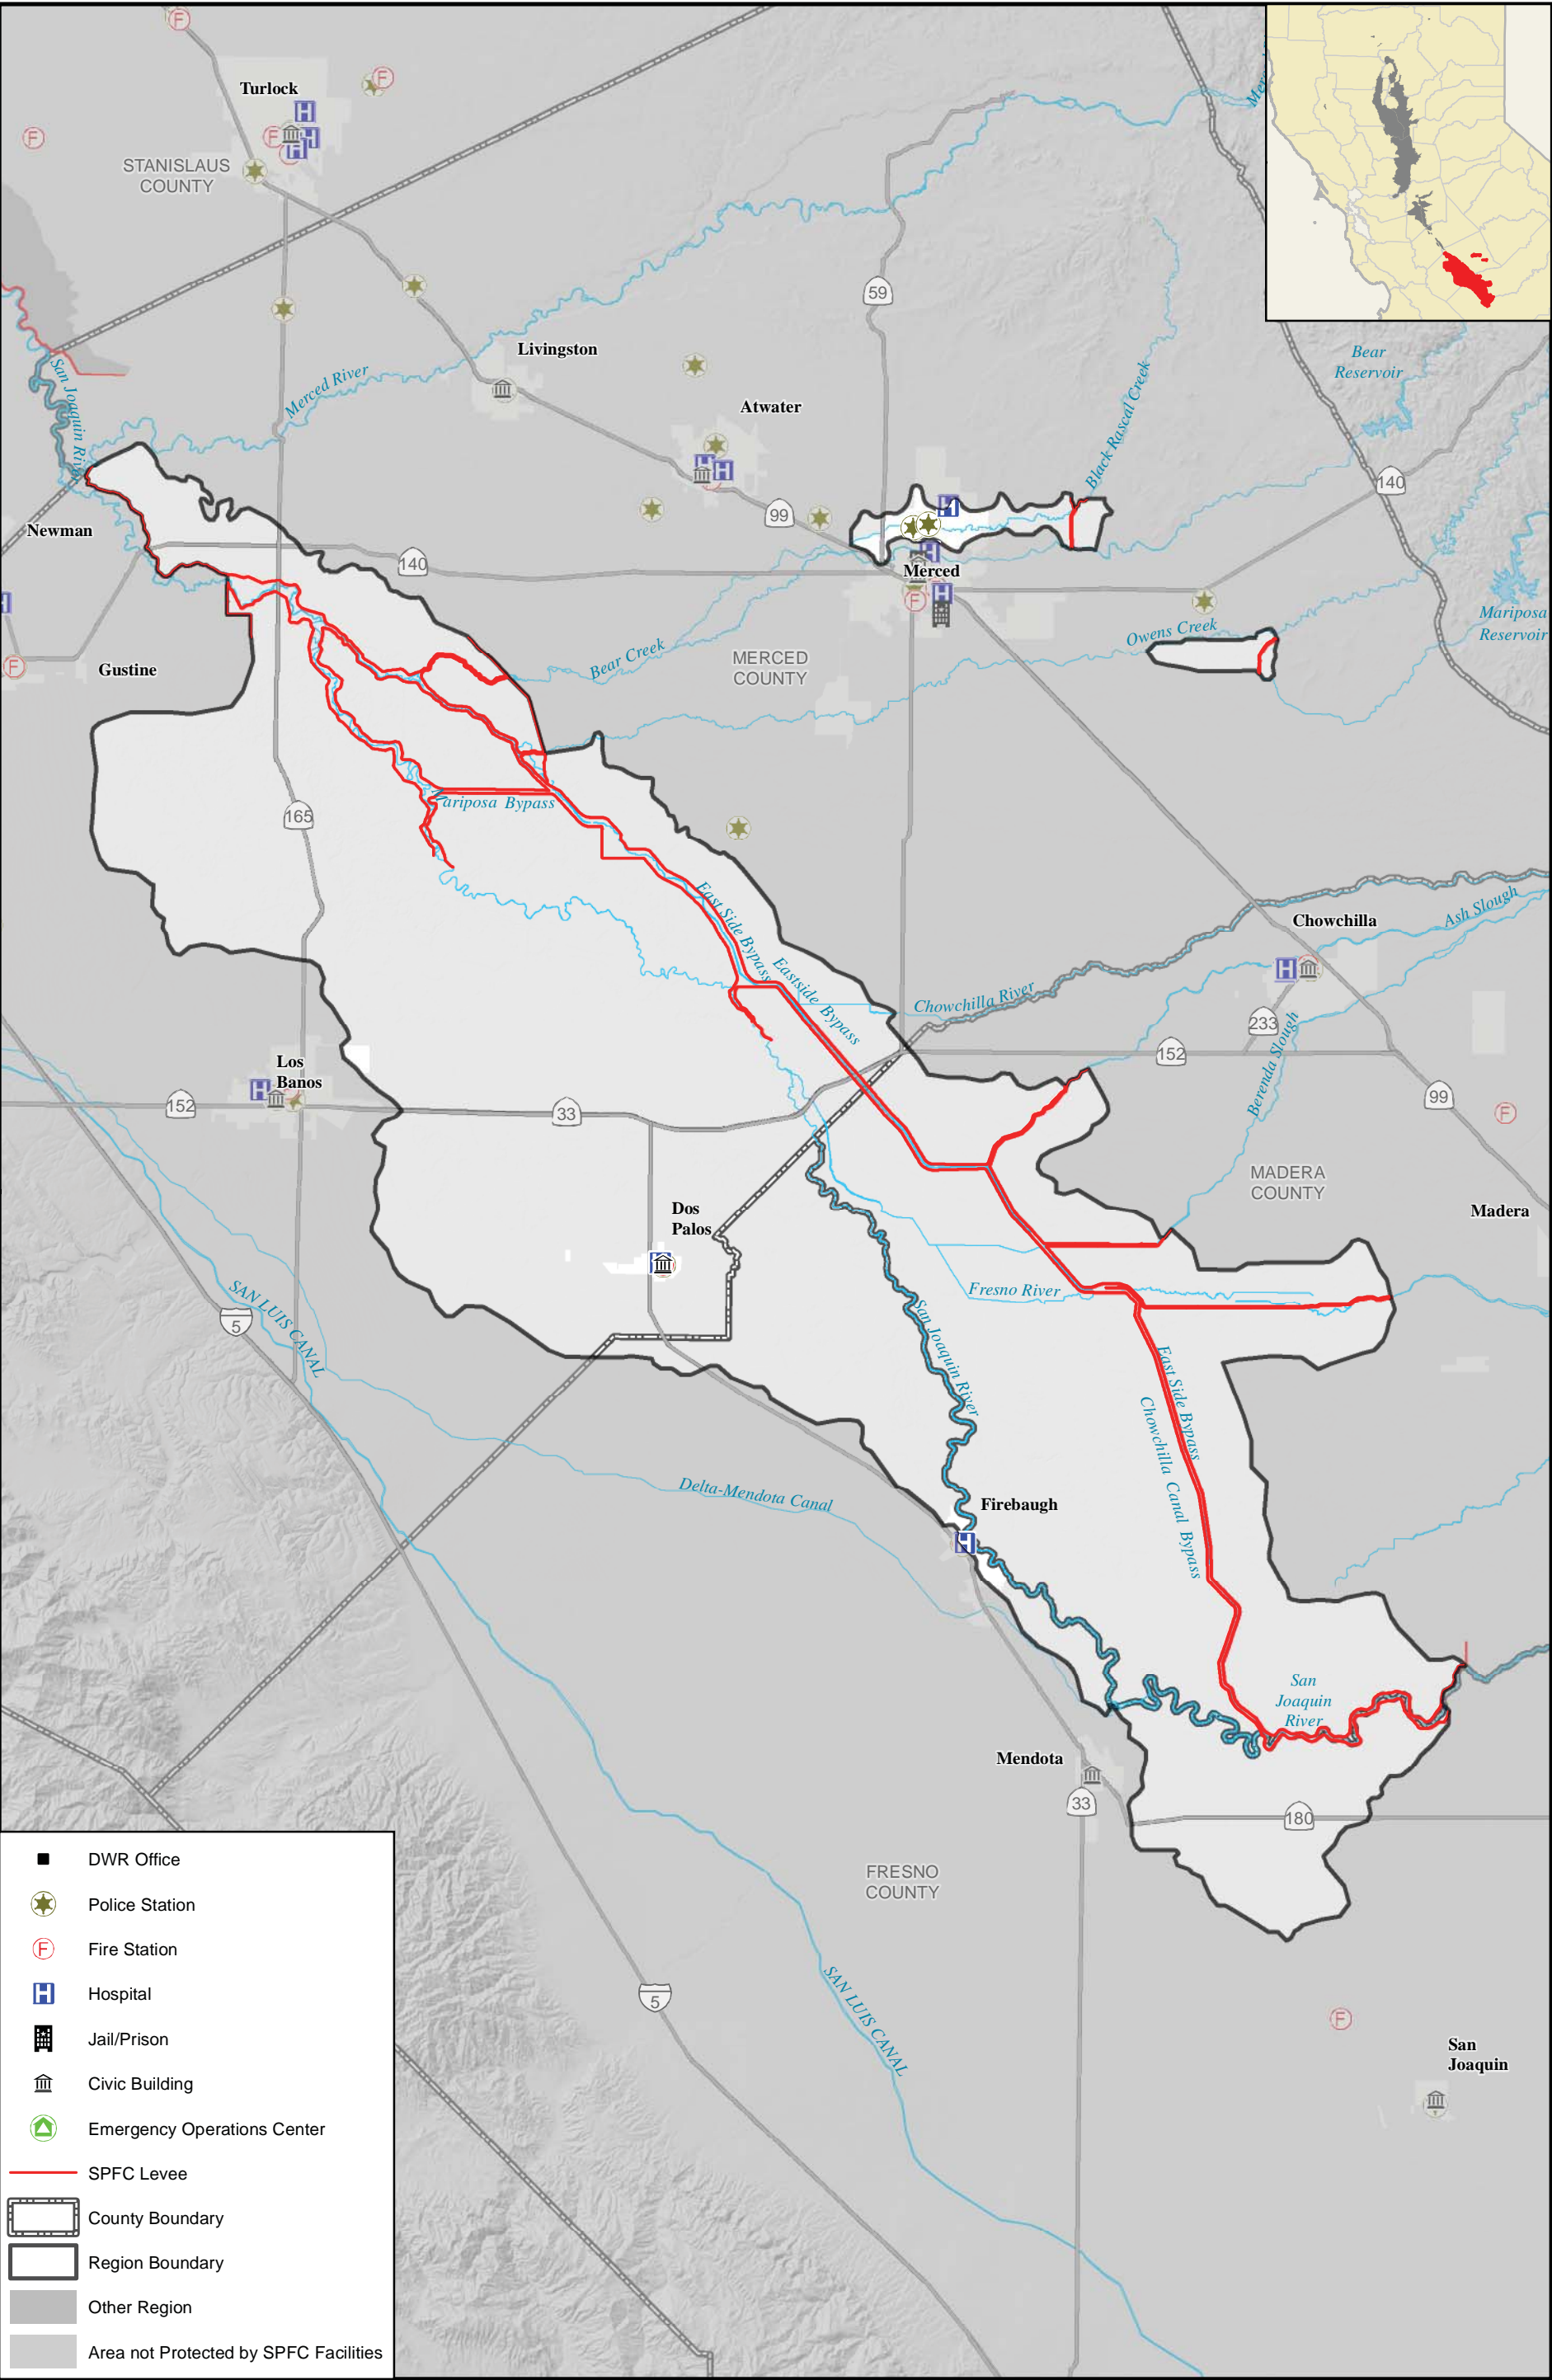 Turlock
STANISLAUS
COUNTY
59
Livingston
Merced River
San Joaquin River
Atwater
99
Black Rascal Creek
Bear
Reservoir
140
Newman
140
Merced
Mariposa
Reservoir
Owens Creek
Bear Creek
MERCED
COUNTY
Gustine
165
Mariposa Bypass
East Side Bypass
Eastside Bypass
Chowchilla River
Chowchilla
Ash Slough
233
Berenda Slough
152
99
Los
Banos
152
33
MADERA
COUNTY
Madera
Dos
Palos
SAN LUIS CANAL
5
Fresno River
San Joaquin River
East Side Bypass
Chowchilla Canal Bypass
Delta-Mendota Canal
Firebaugh
San
Joaquin
River
Mendota
33
180
FRESNO
COUNTY
5
SAN LUIS CANAL
San
Joaquin
DWR Office
Police Station
F Fire Station
H Hospital
Jail/Prison
Civic Building
Emergency Operations Center
SPFC Levee
County Boundary
Region Boundary
Other Region
Area not Protected by SPFC Facilities